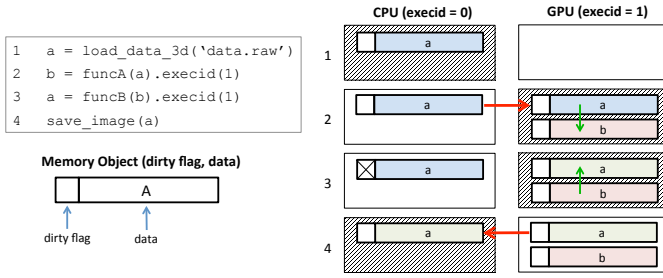 CPU (execid = 0)
GPU (execid = 1)
1 a = load_data_3d(‘data.raw’)
2 b = funcA(a).execid(1)
3 a = funcB(b).execid(1)
4 save_image(a)
Memory Object (dirty flag, data)
A
dirty flag
data
1
a
2
a
a
b
3
a
a
b
4
a
a
b